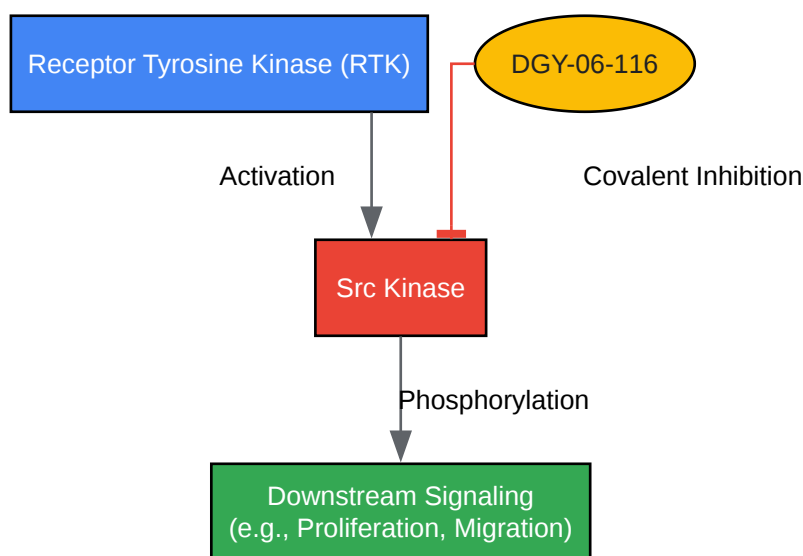 Receptor Tyrosine Kinase (RTK)
DGY-06-116
Activation
Covalent Inhibition
Src Kinase
Phosphorylation
Downstream Signaling
(e.g., Proliferation, Migration)